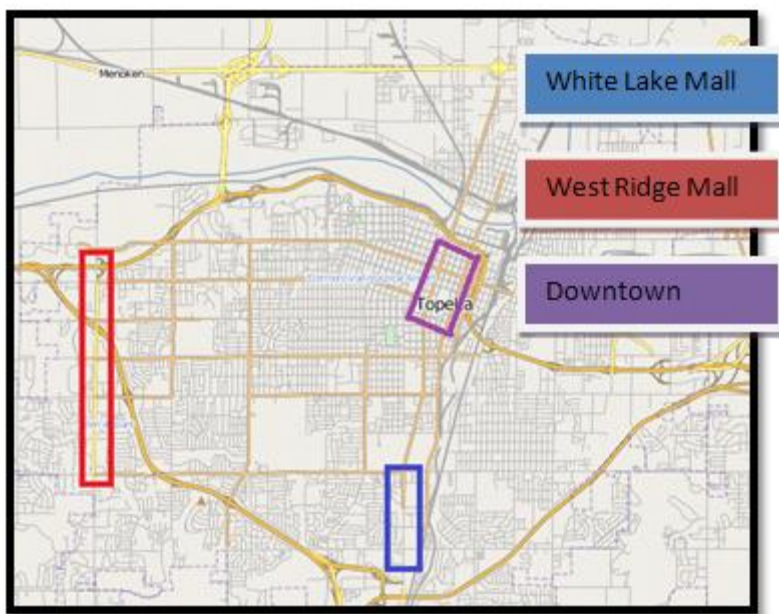 White Lake Mall
Menoken
West Ridge Mall
Downtown
Topeka